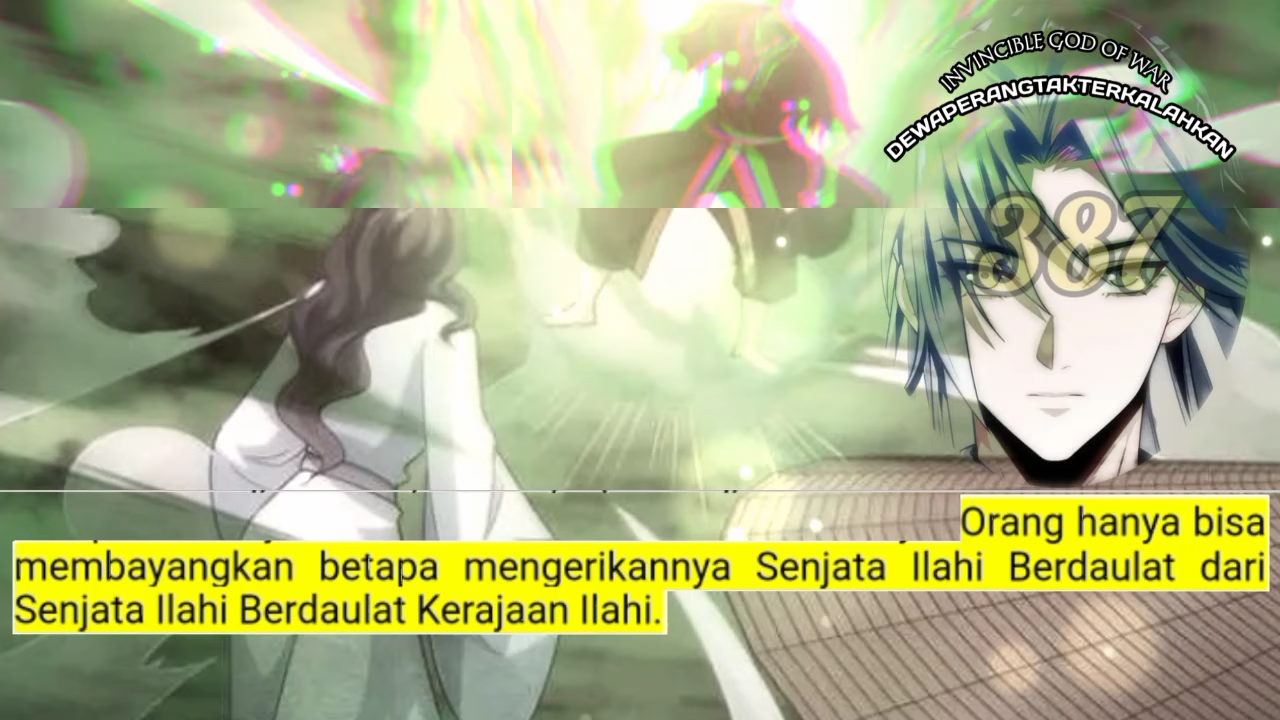 INVINCIBLE GOD OF WAR
DEWAPERANGTAKTERKALAHKAN
387
Orang hanya bisa
membayangkan betapa mengerikannya Senjata Ilahi Berdaulat dari
Senjata Ilahi Berdaulat Kerajaan Ilahi.